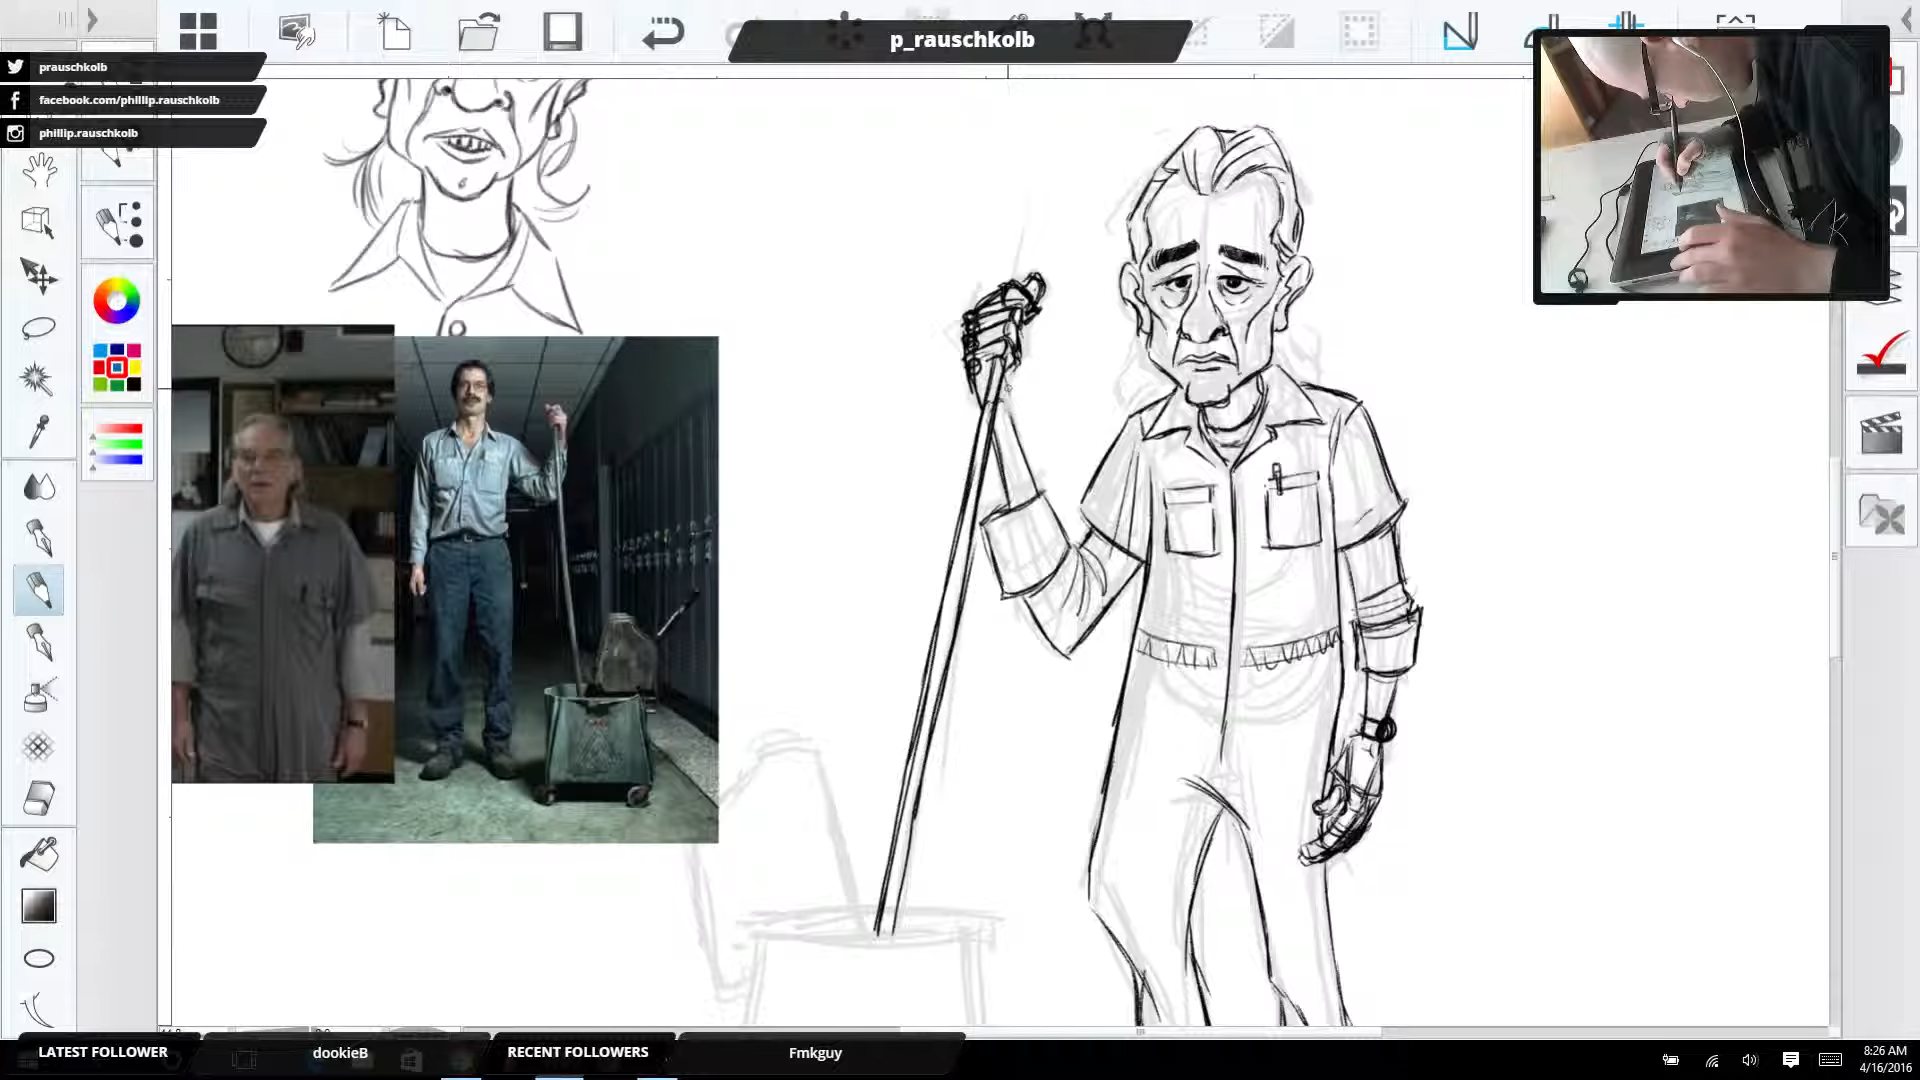 p_rauschkolb
prauschkolb
facebook.com/phillip.rauschkolb
phillip.rauschkolb
LATEST FOLLOWER
dookieB
RECENT FOLLOWERS
Fmkguy
8:26 AM
4/16/2016